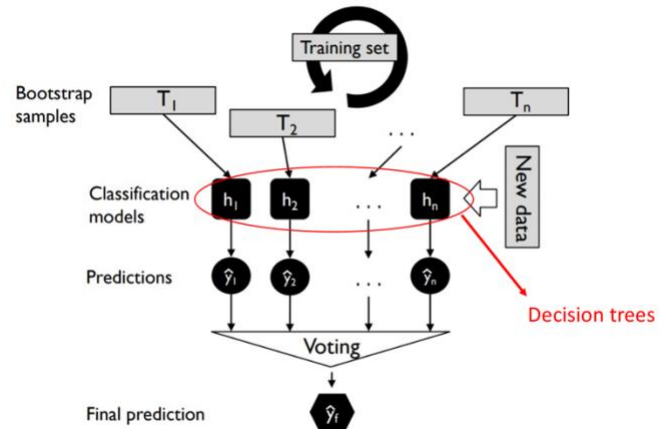 Training set
Bootstrap
samples
T₁
T₂
...
Tₙ
Classification
models
h₁
h₂
...
hₙ
New data
Predictions
ŷ₁
ŷ₂
...
ŷₙ
Decision trees
Voting
Final prediction
ŷf